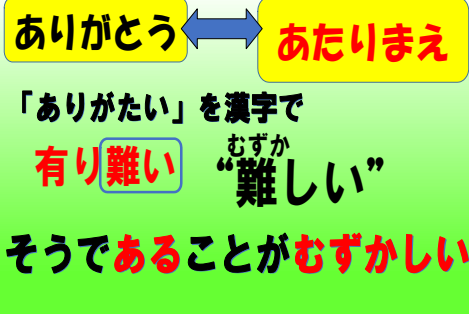 ありがとう
あたりまえ
「ありがたい」を漢字で
むずか
有り難い “難しい”
そうであることがむずかしい